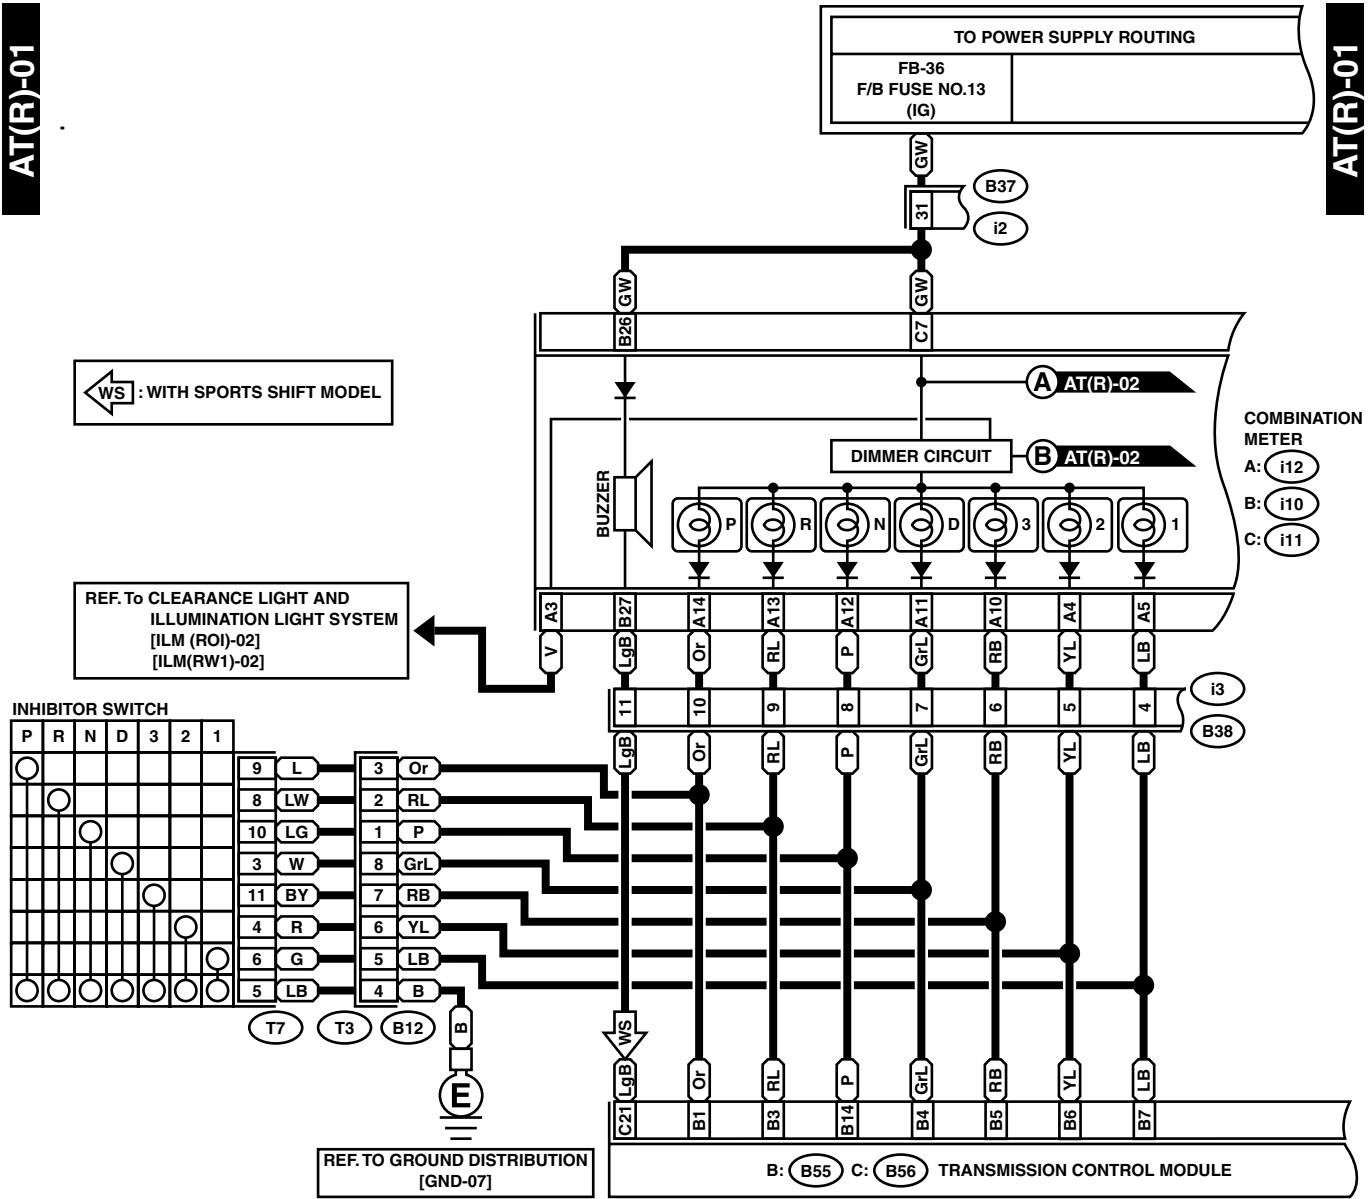 AT(R)-01
AT(R)-01
TO POWER SUPPLY ROUTING
FB-36
F/B FUSE NO.13
(IG)
GW
31
B37
i2
GW
GW
B26
C7
WS : WITH SPORTS SHIFT MODEL
A AT(R)-02
DIMMER CIRCUIT
B AT(R)-02
COMBINATION
METER
A: i12
B: i10
C: i11
BUZZER
P R N D 3 2 1
A3 B27 A14 A13 A12 A11 A10 A4 A5
V LgB Or RL P GrL RB YL LB
REF. To CLEARANCE LIGHT AND
ILLUMINATION LIGHT SYSTEM
[ILM (ROI)-02]
[ILM(RW1)-02]
11 10 9 8 7 6 5 4
i3
B38
LgB Or RL P GrL RB YL LB
INHIBITOR SWITCH
P R N D 3 2 1
9 L 3 Or
8 LW 2 RL
10 LG 1 P
3 W 8 GrL
11 BY 7 RB
4 R 6 YL
6 G 5 LB
5 LB 4 B
T7 T3 B12
B
E
WS
LgB Or RL P GrL RB YL LB
C21 B1 B3 B14 B4 B5 B6 B7
REF. TO GROUND DISTRIBUTION
[GND-07]
B: B55 C: B56 TRANSMISSION CONTROL MODULE